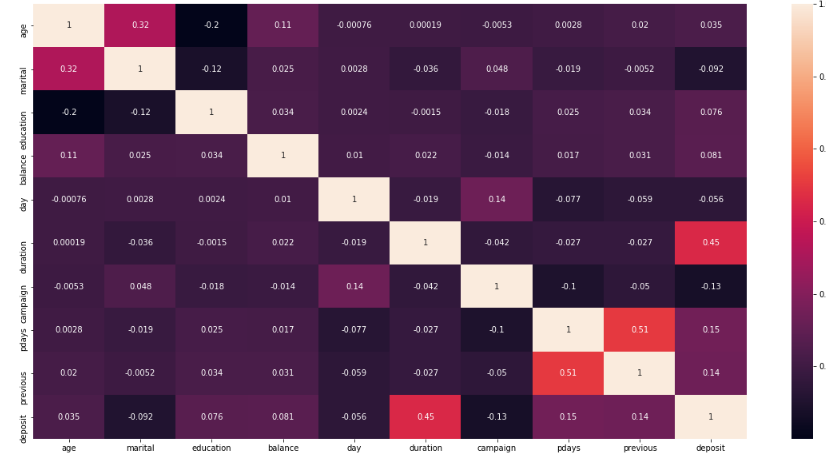 age 1 0.32 -0.2 0.11 -0.00076 0.00019 -0.0053 0.0028 0.02 0.035
marital 0.32 1 -0.12 0.025 0.0028 -0.036 0.048 -0.019 -0.0052 -0.092
education -0.2 -0.12 1 0.034 0.0024 -0.0015 -0.018 0.025 0.034 0.076
balance 0.11 0.025 0.034 1 0.01 0.022 -0.014 0.017 0.031 0.081
day -0.00076 0.0028 0.0024 0.01 1 -0.019 0.14 -0.077 -0.059 -0.056
duration 0.00019 -0.036 -0.0015 0.022 -0.019 1 -0.042 -0.027 -0.027 0.45
campaign -0.0053 0.048 -0.018 -0.014 0.14 -0.042 1 -0.1 -0.05 -0.13
pdays 0.0028 -0.019 0.025 0.017 -0.077 -0.027 -0.1 1 0.51 0.15
previous 0.02 -0.0052 0.034 0.031 -0.059 -0.027 -0.05 0.51 1 0.14
deposit 0.035 -0.092 0.076 0.081 -0.056 0.45 -0.13 0.15 0.14 1
age marital education balance day duration campaign pdays previous deposit